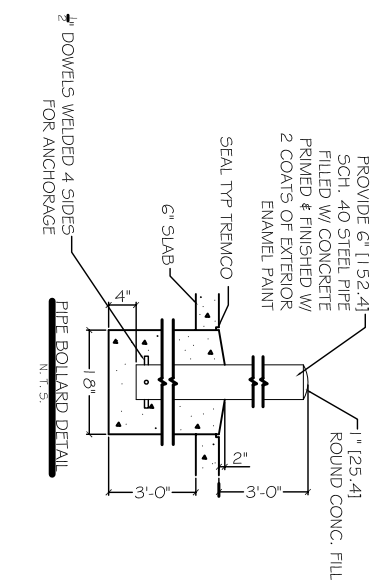 PROVIDE 6" [152.4]
SCH. 40 STEEL PIPE
FILLED W/ CONCRETE
PRIMED & FINISHED W/
2 COATS OF EXTERIOR
ENAMEL PAINT
1" [25.4]
ROUND CONC. FILL
SEAL TYP TREMCO
6" SLAB
½" DOWELS WELDED 4 SIDES
FOR ANCHORAGE
3'-0"
2"
3'-0"
4"
18"
PIPE BOLLARD DETAIL
N.T.S.